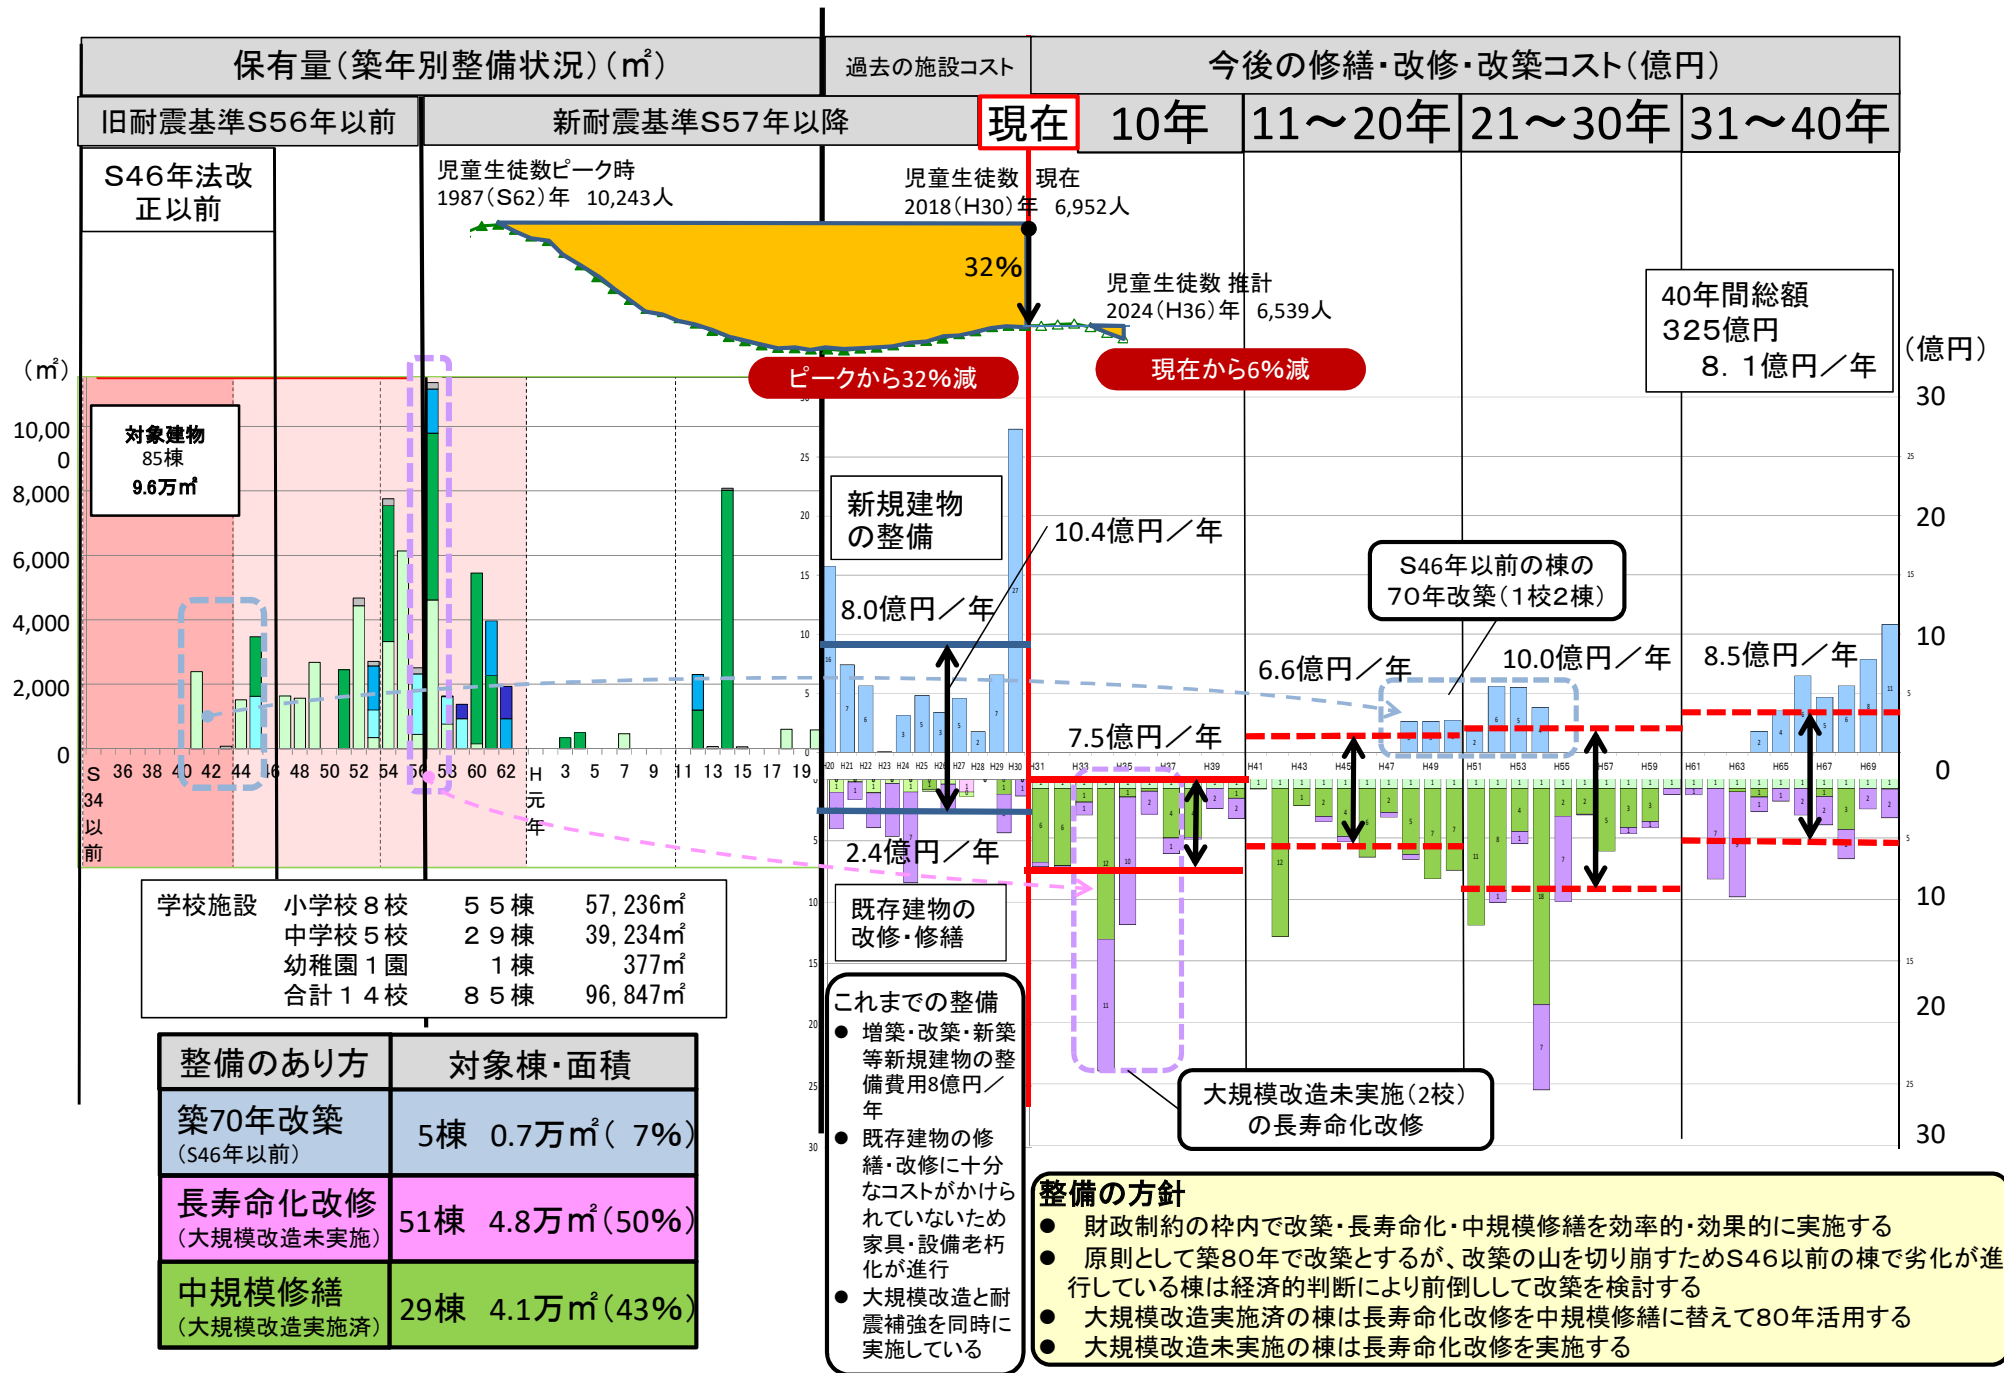 保有量（築年別整備状況）（㎡）
過去の施設コスト
今後の修繕・改修・改築コスト（億円）
旧耐震基準S56年以前
新耐震基準S57年以降
現在
10年
11～20年
21～30年
31～40年
S46年法改
正以前
児童生徒数ピーク時
1987（S62）年 10,243人
児童生徒数 現在
2018（H30）年 6,952人
32%
児童生徒数 推計
2024（H36）年 6,539人
ピークから32%減
現在から6%減
40年間総額
325億円
8.1億円／年
（㎡）
（億円）
対象建物
85棟
9.6万㎡
10,00
0
8,000
6,000
4,000
2,000
0
S
34
以
前
36 38 40 42 44 46 48 50 52 54 56 53 60 62
H
元
年
3 5 7 9 11 13 15 17 19
新規建物
の整備
10.4億円／年
8.0億円／年
7.5億円／年
6.6億円／年
10.0億円／年
8.5億円／年
S46年以前の棟の
70年改築（1校2棟）
H20 H21 H22 H23 H24 H25 H26 H27 H28 H29 H30 H31 H33 H35 H37 H39 H41 H43 H45 H47 H49 H51 H53 H55 H57 H59 H61 H63 H65 H67 H69
2.4億円／年
既存建物の
改修・修繕
30
20
10
0
10
20
30
学校施設 小学校８校 ５５棟 57,236㎡
中学校５校 ２９棟 39,234㎡
幼稚園１園 １棟 377㎡
合計１４校 ８５棟 96,847㎡
整備のあり方 対象棟・面積
築70年改築
（S46年以前）
5棟 0.7万㎡（ 7%）
長寿命化改修
（大規模改造未実施）
51棟 4.8万㎡（50%）
中規模修繕
（大規模改造実施済）
29棟 4.1万㎡（43%）
これまでの整備
● 増築・改築・新築
等新規建物の整
備費用8億円／
年
● 既存建物の修
繕・改修に十分
なコストがかけら
れていないため
家具・設備老朽
化が進行
● 大規模改造と耐
震補強を同時に
実施している
大規模改造未実施（2校）
の長寿命化改修
整備の方針
● 財政制約の枠内で改築・長寿命化・中規模修繕を効率的・効果的に実施する
● 原則として築80年で改築とするが、改築の山を切り崩すためS46以前の棟で劣化が進
行している棟は経済的判断により前倒しして改築を検討する
● 大規模改造実施済の棟は長寿命化改修を中規模修繕に替えて80年活用する
● 大規模改造未実施の棟は長寿命化改修を実施する